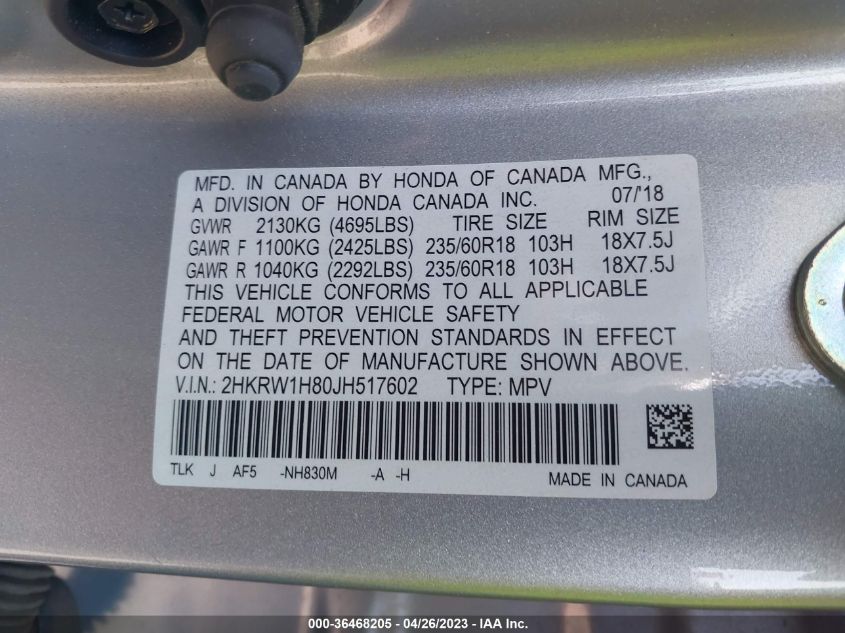 MFD. IN CANADA BY HONDA OF CANADA MFG.,
A DIVISION OF HONDA CANADA INC. 07/'18
GVWR 2130KG (4695LBS) TIRE SIZE RIM SIZE
GAWR F 1100KG (2425LBS) 235/60R18 103H 18X7.5J
GAWR R 1040KG (2292LBS) 235/60R18 103H 18X7.5J
THIS VEHICLE CONFORMS TO ALL APPLICABLE
FEDERAL MOTOR VEHICLE SAFETY
AND THEFT PREVENTION STANDARDS IN EFFECT
ON THE DATE OF MANUFACTURE SHOWN ABOVE.
V.I.N.: 2HKRW1H80JH517602 TYPE: MPV
TLK J AF5 -NH830M -A -H MADE IN CANADA
000-36468205 - 04/26/2023 - IAA Inc.